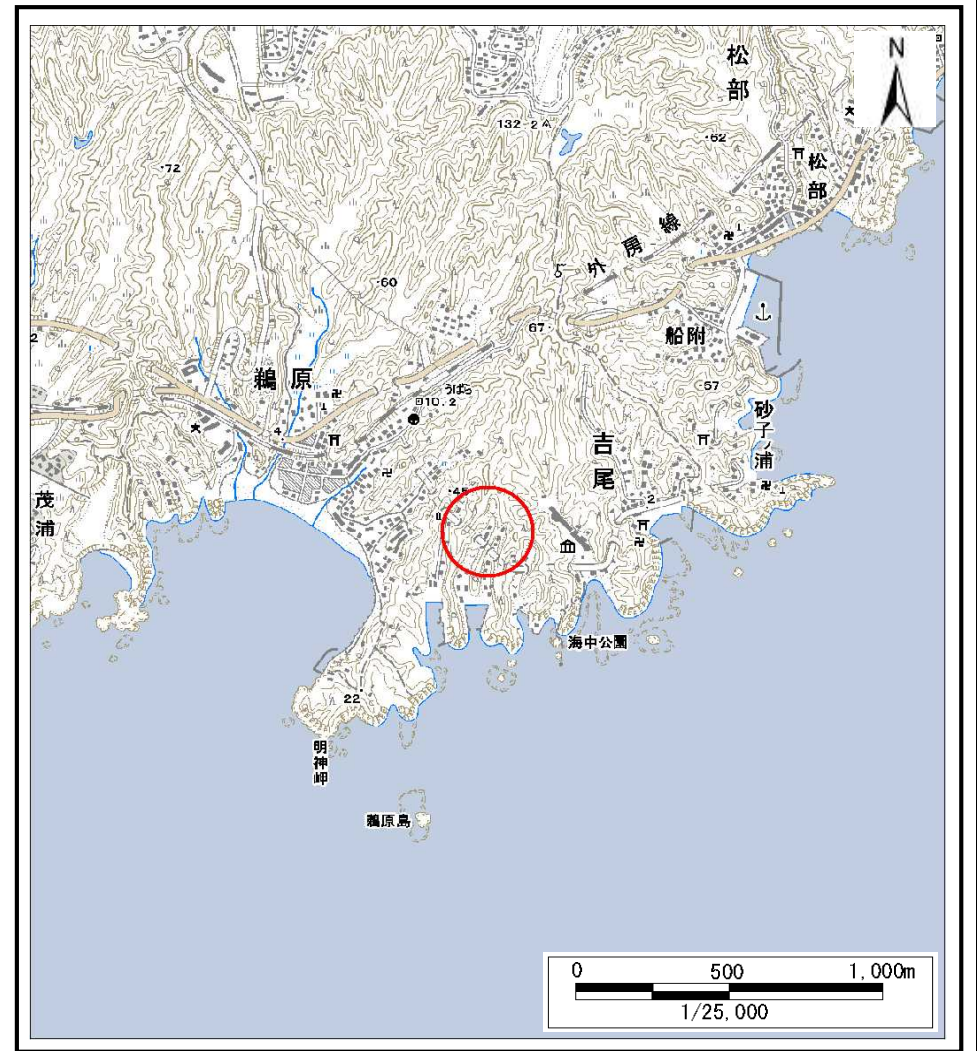 N
松部
132-2
・62
松部
・72
外房線
・60
67・
船附
2
鵜原
うばら
10.2
・57
砂子ノ浦
4
吉尾
茂浦
2
海中公園
22
明神岬
鵜原島
0 500 1,000m
1/25,000